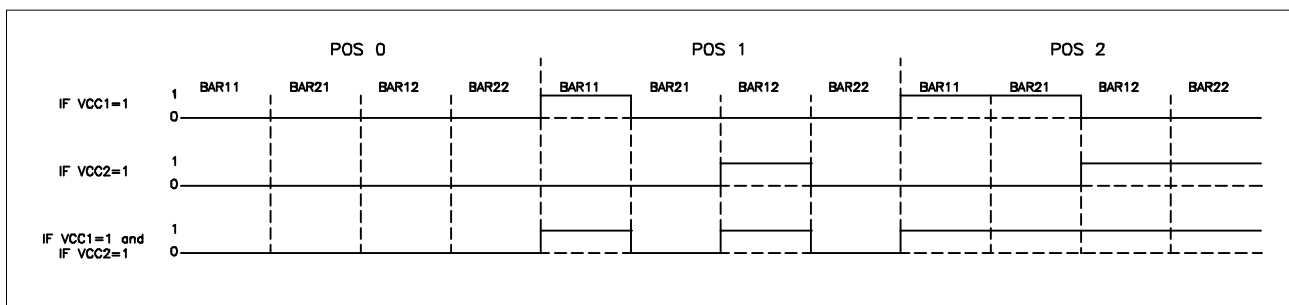 POS 0 POS 1 POS 2
BAR11 BAR21 BAR12 BAR22 BAR11 BAR21 BAR12 BAR22 BAR11 BAR21 BAR12 BAR22
IF VCC1=1 1
0
IF VCC2=1 1
0
IF VCC1=1 and 1
IF VCC2=1 0